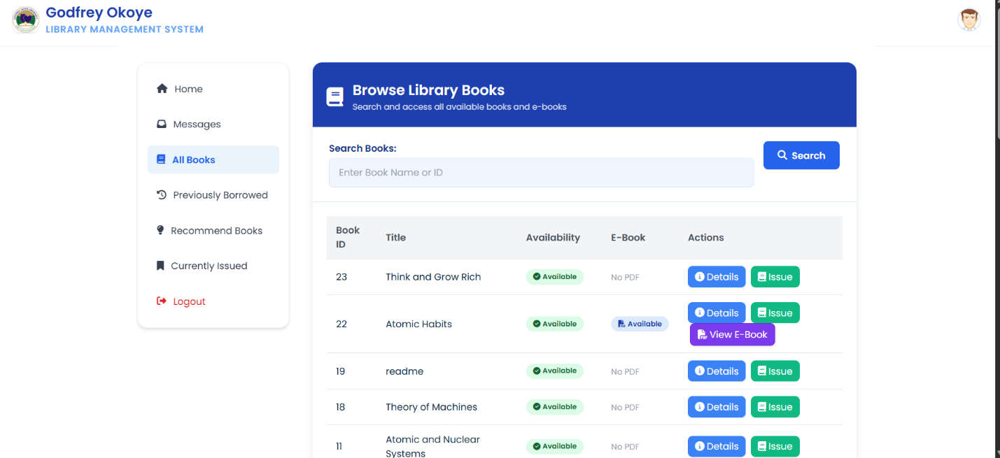 Godfrey Okoye
LIBRARY MANAGEMENT SYSTEM
Home
Messages
All Books
Previously Borrowed
Recommend Books
Currently Issued
Logout
Browse Library Books
Search and access all available books and e-books
Search Books:
Enter Book Name or ID
Search
Book
ID
Title
Availability
E-Book
Actions
23
Think and Grow Rich
Available
No PDF
Details
Issue
22
Atomic Habits
Available
Available
Details
Issue
View E-Book
19
readme
Available
No PDF
Details
Issue
18
Theory of Machines
Available
No PDF
Details
Issue
11
Atomic and Nuclear
Systems
Available
No PDF
Details
Issue